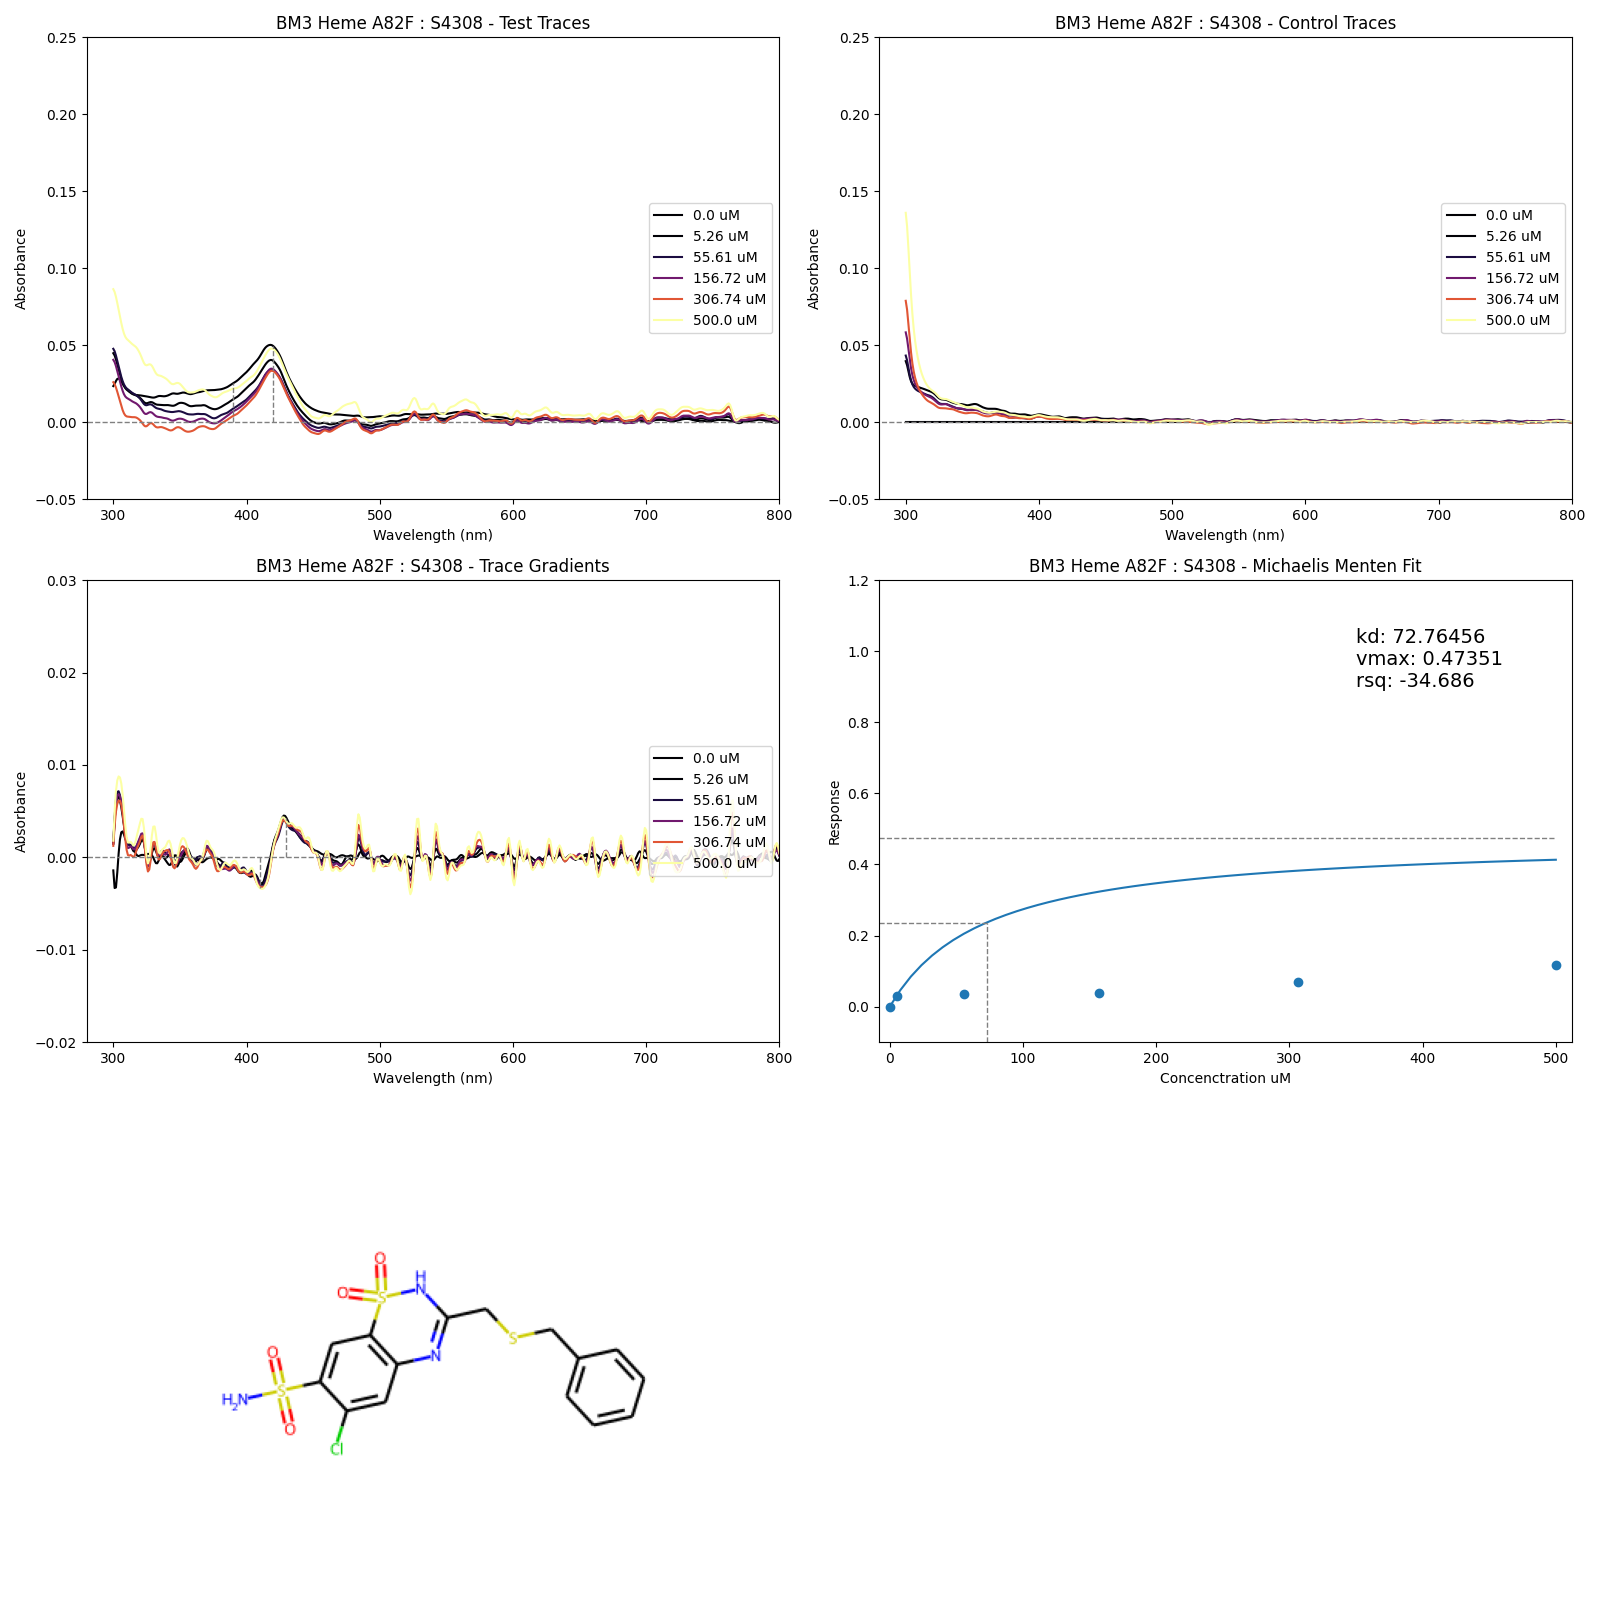 BM3 Heme A82F : S4308 - Test Traces
Absorbance
0.25
0.20
0.15
0.10
0.05
0.00
−0.05
300 400 500 600 700 800
Wavelength (nm)
0.0 uM
5.26 uM
55.61 uM
156.72 uM
306.74 uM
500.0 uM
BM3 Heme A82F : S4308 - Control Traces
Absorbance
0.25
0.20
0.15
0.10
0.05
0.00
−0.05
300 400 500 600 700 800
Wavelength (nm)
0.0 uM
5.26 uM
55.61 uM
156.72 uM
306.74 uM
500.0 uM
BM3 Heme A82F : S4308 - Trace Gradients
Absorbance
0.03
0.02
0.01
0.00
−0.01
−0.02
300 400 500 600 700 800
Wavelength (nm)
0.0 uM
5.26 uM
55.61 uM
156.72 uM
306.74 uM
500.0 uM
BM3 Heme A82F : S4308 - Michaelis Menten Fit
Response
1.2
1.0
0.8
0.6
0.4
0.2
0.0
0 100 200 300 400 500
Concenctration uM
kd: 72.76456
vmax: 0.47351
rsq: -34.686
O
H
O S N
S
O N
H2N S
O
Cl